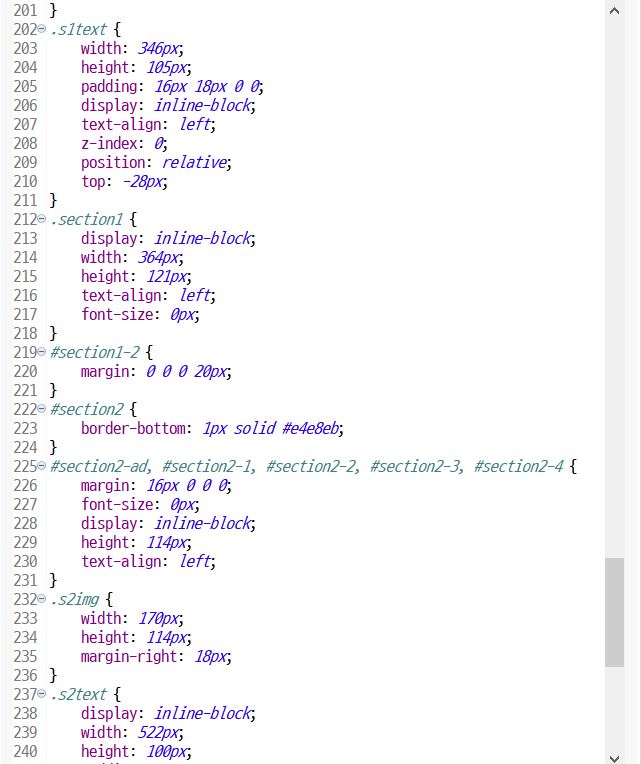 201 }
202 .s1text {
203 width: 346px;
204 height: 105px;
205 padding: 16px 18px 0 0;
206 display: inline-block;
207 text-align: left;
208 z-index: 0;
209 position: relative;
210 top: -28px;
211 }
212 .section1 {
213 display: inline-block;
214 width: 364px;
215 height: 121px;
216 text-align: left;
217 font-size: 0px;
218 }
219 #section1-2 {
220 margin: 0 0 0 20px;
221 }
222 #section2 {
223 border-bottom: 1px solid #e4e8eb;
224 }
225 #section2-ad, #section2-1, #section2-2, #section2-3, #section2-4 {
226 margin: 16px 0 0 0;
227 font-size: 0px;
228 display: inline-block;
229 height: 114px;
230 text-align: left;
231 }
232 .s2img {
233 width: 170px;
234 height: 114px;
235 margin-right: 18px;
236 }
237 .s2text {
238 display: inline-block;
239 width: 522px;
240 height: 100px;